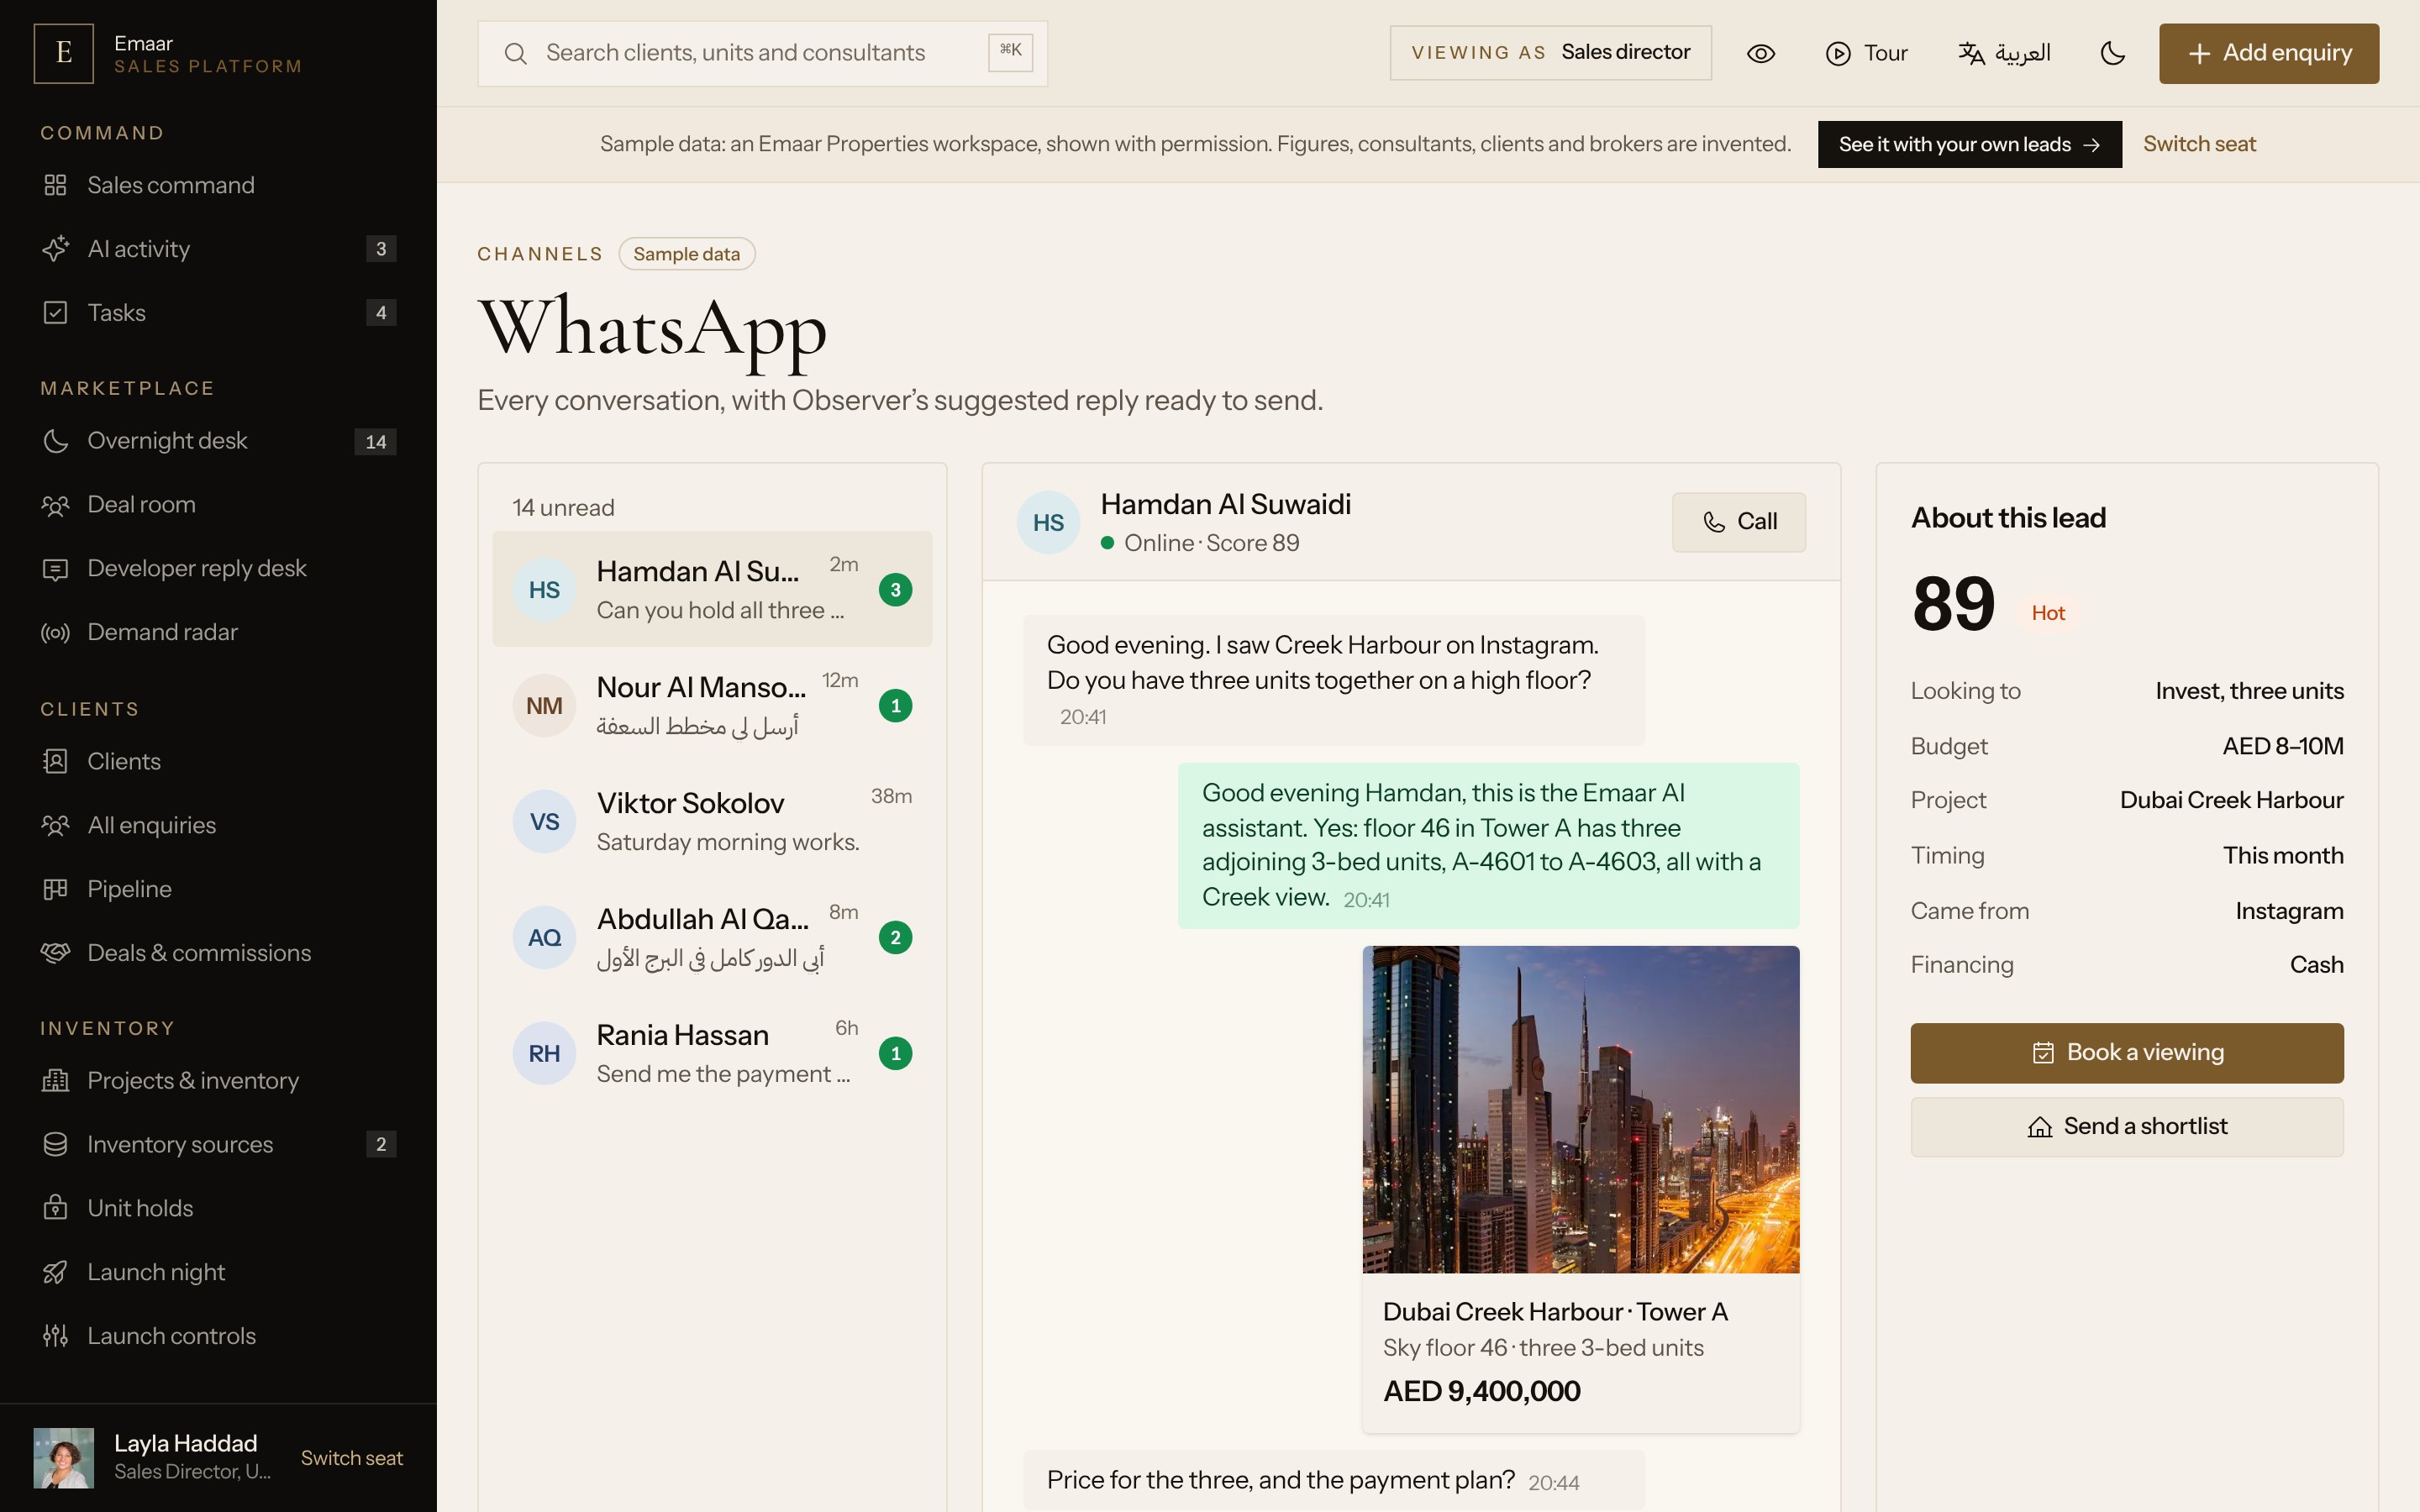 E
Emaar
SALES PLATFORM
COMMAND
Sales command
AI activity 3
Tasks 4
MARKETPLACE
Overnight desk 14
Deal room
Developer reply desk
Demand radar
CLIENTS
Clients
All enquiries
Pipeline
Deals & commissions
INVENTORY
Projects & inventory
Inventory sources 2
Unit holds
Launch night
Launch controls
Layla Haddad
Sales Director, U...
Switch seat
Search clients, units and consultants ⌘K
VIEWING AS Sales director
Tour
العربية
Add enquiry
Sample data: an Emaar Properties workspace, shown with permission. Figures, consultants, clients and brokers are invented.
See it with your own leads →
Switch seat
CHANNELS Sample data
WhatsApp
Every conversation, with Observer’s suggested reply ready to send.
14 unread
HS
Hamdan Al Su... 2m
Can you hold all three ... 3
NM
Nour Al Manso... 12m
أرسل لي مخطط السعفة 1
VS
Viktor Sokolov 38m
Saturday morning works.
AQ
Abdullah Al Qa... 8m
أبي الدور كامل في البرج الأول 2
RH
Rania Hassan 6h
Send me the payment ... 1
HS
Hamdan Al Suwaidi
Online · Score 89
Call
Good evening. I saw Creek Harbour on Instagram.
Do you have three units together on a high floor?
20:41
Good evening Hamdan, this is the Emaar AI
assistant. Yes: floor 46 in Tower A has three
adjoining 3-bed units, A-4601 to A-4603, all with a
Creek view. 20:41
Dubai Creek Harbour · Tower A
Sky floor 46 · three 3-bed units
AED 9,400,000
Price for the three, and the payment plan? 20:44
About this lead
89 Hot
Looking to Invest, three units
Budget AED 8–10M
Project Dubai Creek Harbour
Timing This month
Came from Instagram
Financing Cash
Book a viewing
Send a shortlist